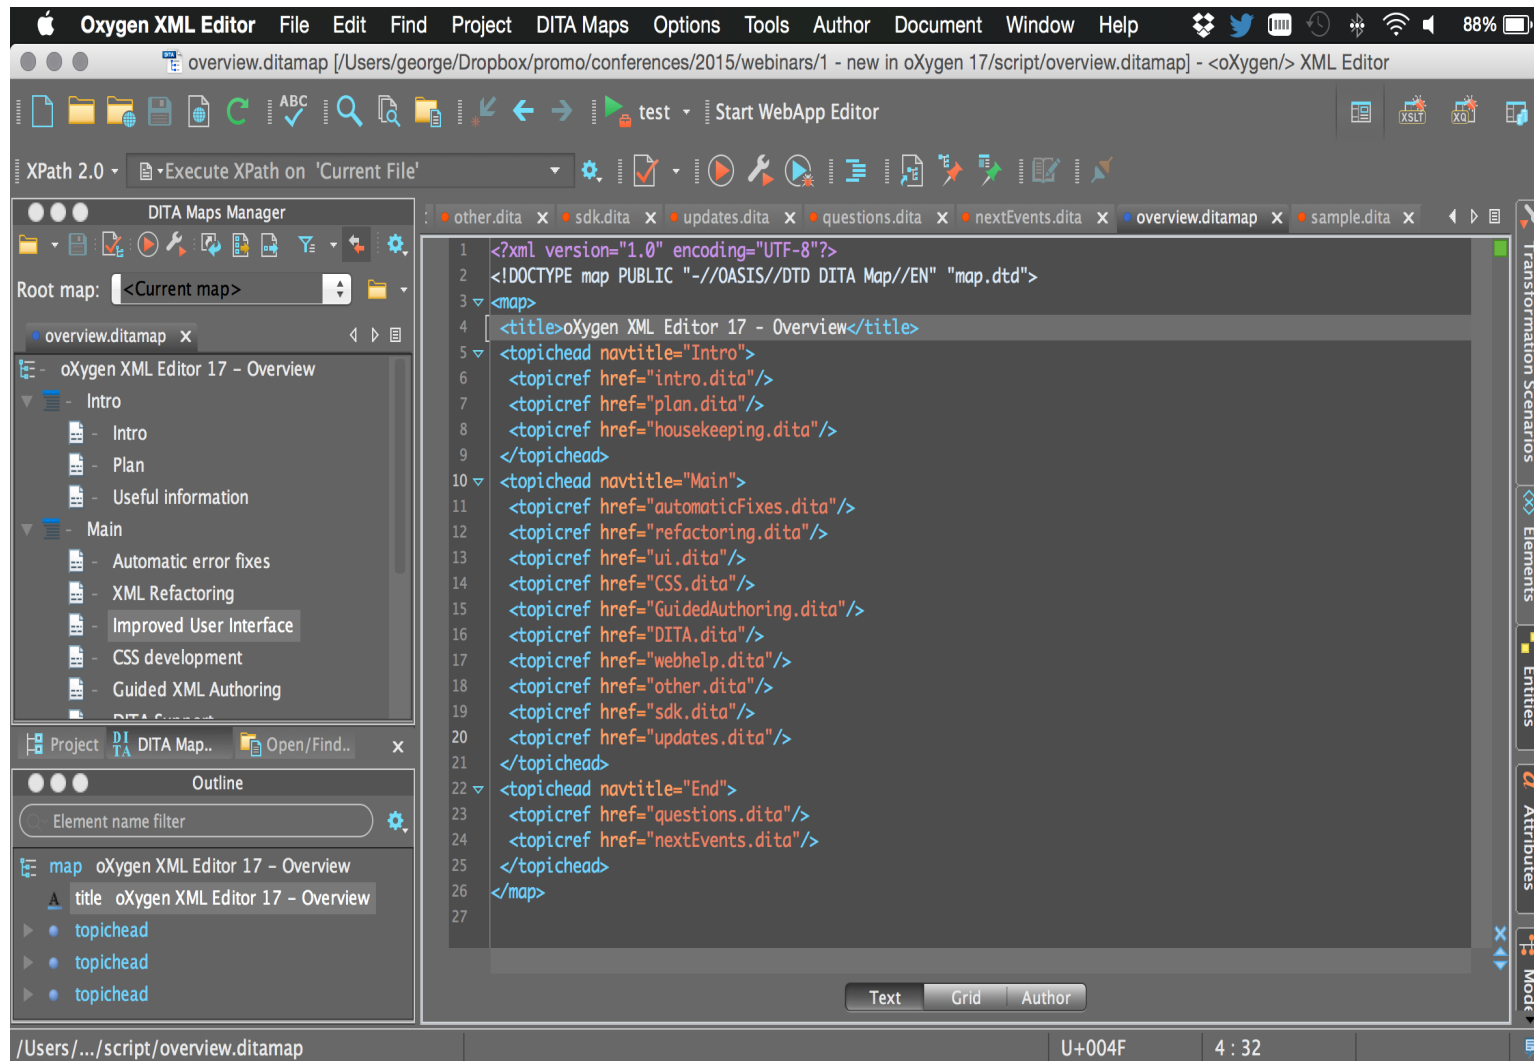 Oxygen XML Editor File Edit Find Project DITA Maps Options Tools Author Document Window Help 88%
overview.ditamap [/Users/george/Dropbox/promo/conferences/2015/webinars/1 - new in oXygen 17/script/overview.ditamap] - <oXygen/> XML Editor
ABC test Start WebApp Editor XSLT XQ
XPath 2.0 Execute XPath on 'Current File'
DITA Maps Manager
Root map: <Current map>
overview.ditamap x
oXygen XML Editor 17 – Overview
Intro
Intro
Plan
Useful information
Main
Automatic error fixes
XML Refactoring
Improved User Interface
CSS development
Guided XML Authoring
DITA Support
Project DITA DITA Map.. Open/Find.. x
Outline
Element name filter
map oXygen XML Editor 17 – Overview
title oXygen XML Editor 17 – Overview
topichead
topichead
topichead
other.dita x sdk.dita x updates.dita x questions.dita x nextEvents.dita x overview.ditamap x sample.dita x
1 <?xml version="1.0" encoding="UTF-8"?>
2 <!DOCTYPE map PUBLIC "-//OASIS//DTD DITA Map//EN" "map.dtd">
3 <map>
4 <title>oXygen XML Editor 17 - Overview</title>
5 <topichead navtitle="Intro">
6 <topicref href="intro.dita"/>
7 <topicref href="plan.dita"/>
8 <topicref href="housekeeping.dita"/>
9 </topichead>
10 <topichead navtitle="Main">
11 <topicref href="automaticFixes.dita"/>
12 <topicref href="refactoring.dita"/>
13 <topicref href="ui.dita"/>
14 <topicref href="CSS.dita"/>
15 <topicref href="GuidedAuthoring.dita"/>
16 <topicref href="DITA.dita"/>
17 <topicref href="webhelp.dita"/>
18 <topicref href="other.dita"/>
19 <topicref href="sdk.dita"/>
20 <topicref href="updates.dita"/>
21 </topichead>
22 <topichead navtitle="End">
23 <topicref href="questions.dita"/>
24 <topicref href="nextEvents.dita"/>
25 </topichead>
26 </map>
27
Text Grid Author
Transformation Scenarios
Elements
Entities
Attributes
Mode
/Users/.../script/overview.ditamap U+004F 4 : 32